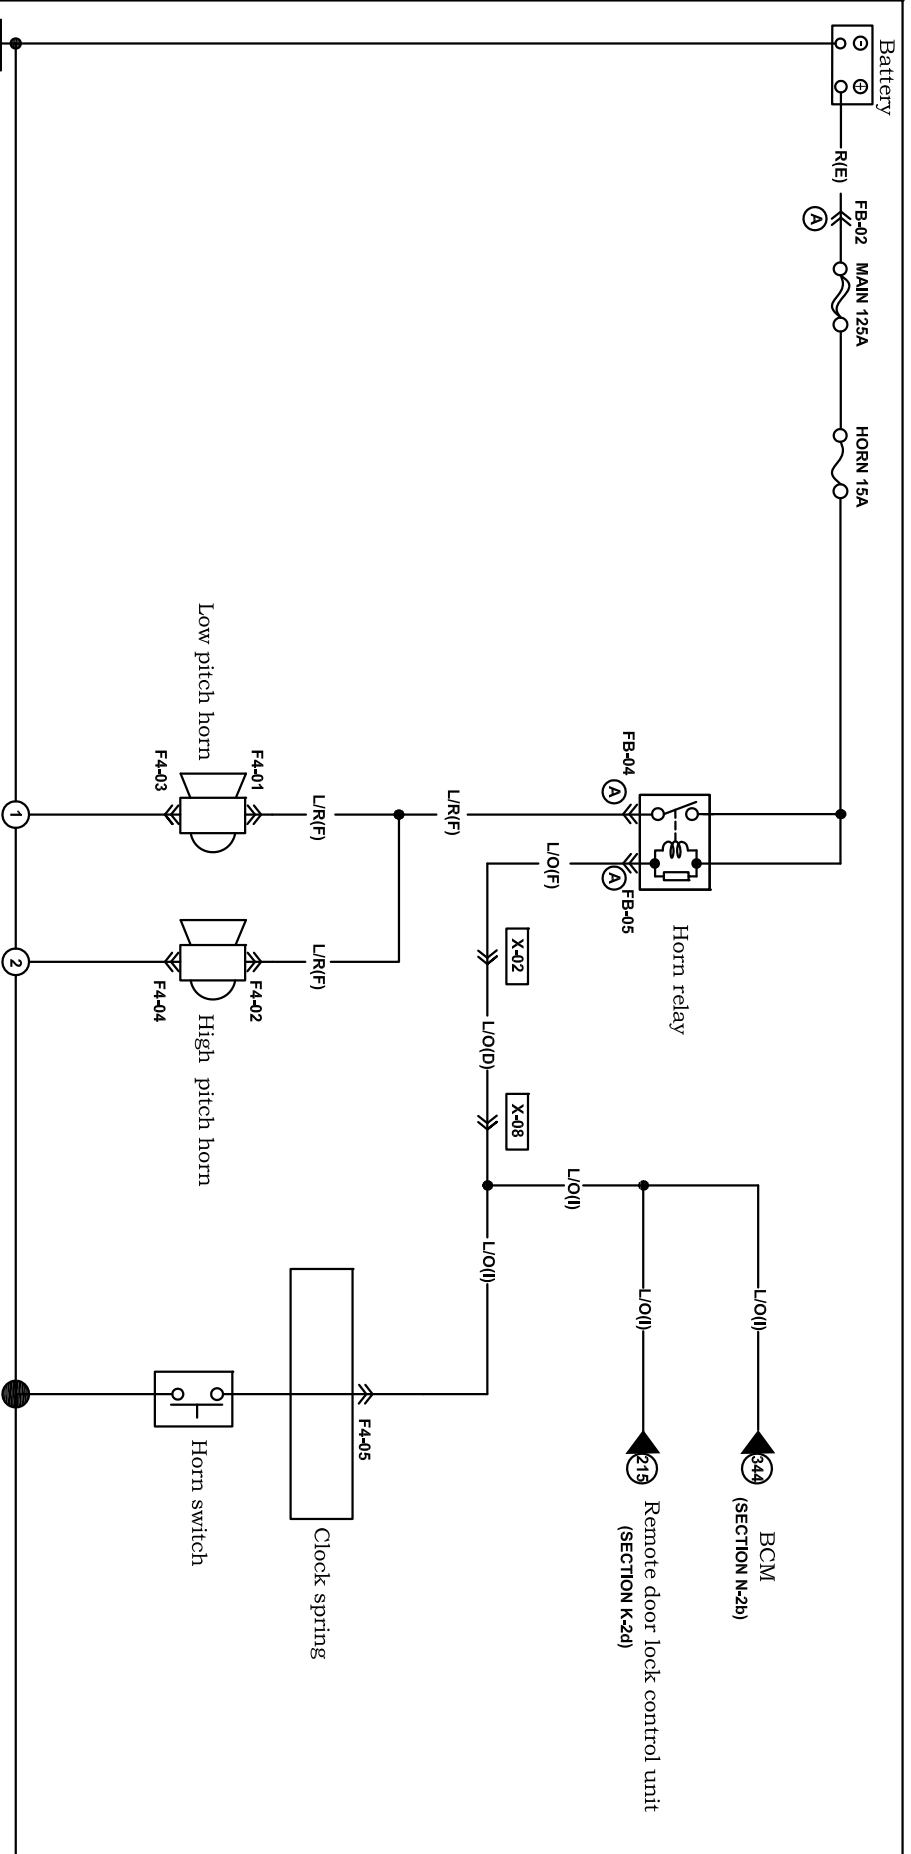 Battery
-
+
R(E)
FB-02
A
MAIN 125A
HORN 15A
FB-04
A
A
FB-05
Horn relay
L/R(F)
L/O(F)
X-02
L/O(D)
X-08
L/O(I)
L/O(I)
L/O(I)
L/O(I)
344
BCM
(SECTION N-2b)
215
Remote door lock control unit
(SECTION K-2d)
Low pitch horn
L/R(F)
F4-01
F4-03
1
L/R(F)
F4-02
F4-04
2
High pitch horn
F4-05
Clock spring
Horn switch